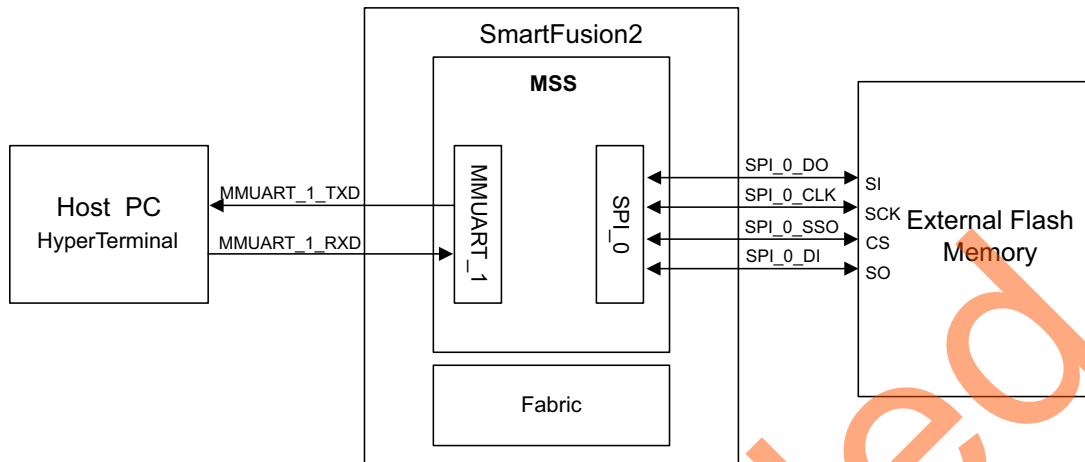 SmartFusion2
MSS
Host PC
HyperTerminal
MMUART_1_TXD
MMUART_1_RXD
MMUART_1
SPI_0
SPI_0_DO
SPI_0_CLK
SPI_0_SSO
SPI_0_DI
SI
SCK
CS
SO
External Flash
Memory
Fabric